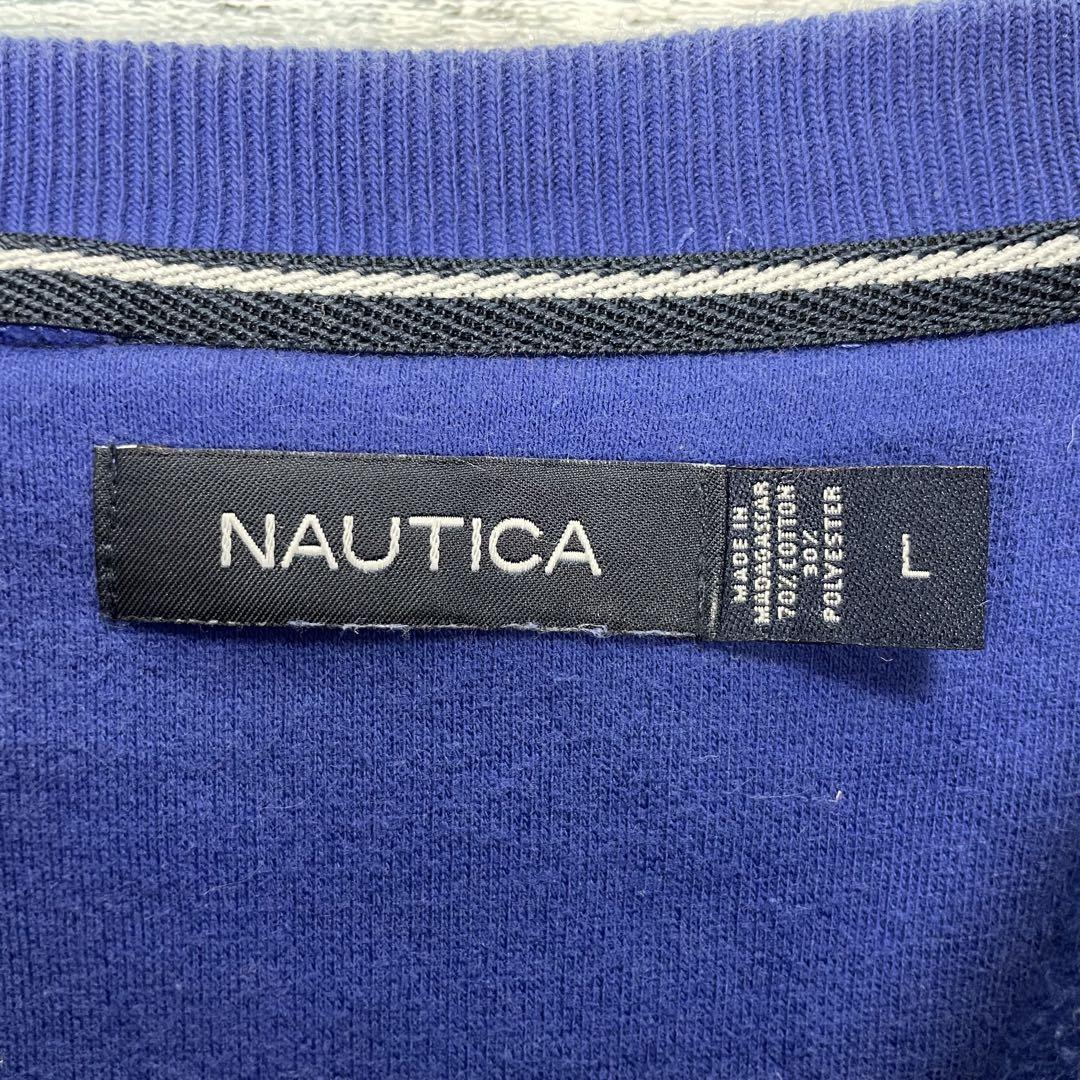 NAUTICA
MADE IN
MADAGASCAR
70% COTTON
30%
POLYESTER
L